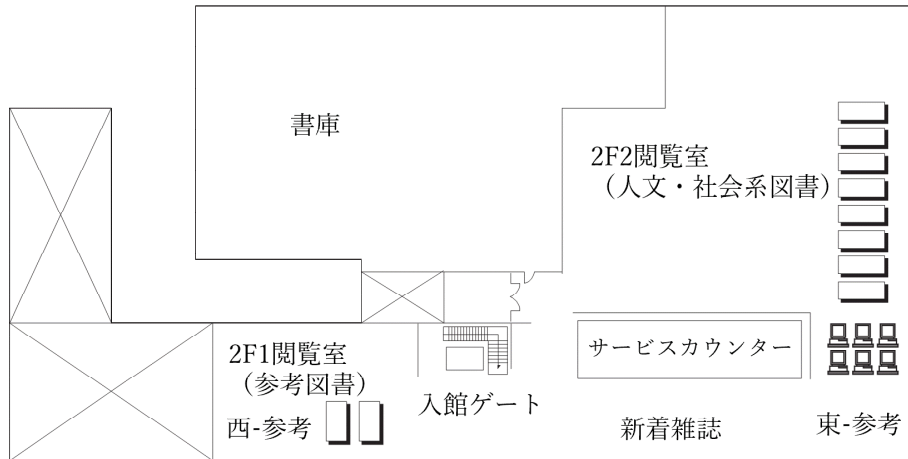 書庫
2F2閲覧室
（人文・社会系図書）
2F1閲覧室
（参考図書）
西-参考
入館ゲート
サービスカウンター
新着雑誌
東-参考